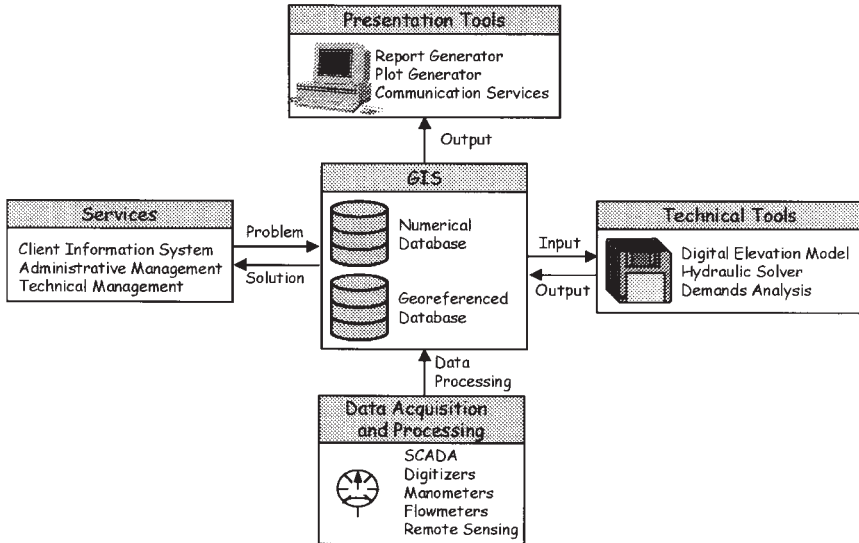 Presentation Tools
Report Generator
Plot Generator
Communication Services
Output
GIS
Numerical
Database
Georeferenced
Database
Services
Client Information System
Administrative Management
Technical Management
Problem
Solution
Input
Output
Technical Tools
Digital Elevation Model
Hydraulic Solver
Demands Analysis
Data
Processing
Data Acquisition
and Processing
SCADA
Digitizers
Manometers
Flowmeters
Remote Sensing